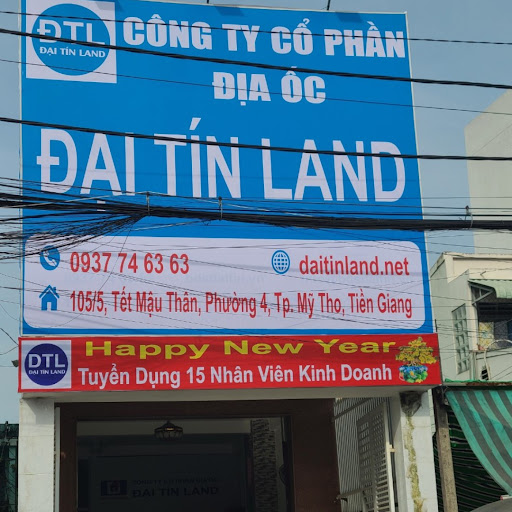 ĐTL
ĐẠI TÍN LAND
CÔNG TY CỔ PHẦN
ĐỊA ỐC
ĐẠI TÍN LAND
0937 74 63 63
daitinland.net
105/5, Tết Mậu Thân, Phường 4, Tp. Mỹ Tho, Tiền Giang
DTL
ĐẠI TÍN LAND
Happy New Year
Tuyển Dụng 15 Nhân Viên Kinh Doanh
ĐẠI TÍN LAND